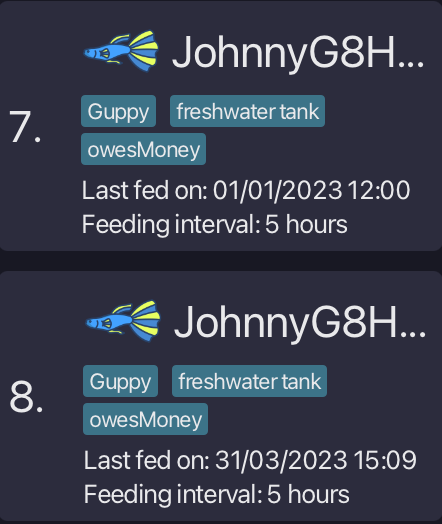 JohnnyG8H...
7.
Guppy freshwater tank
owesMoney
Last fed on: 01/01/2023 12:00
Feeding interval: 5 hours
JohnnyG8H...
8.
Guppy freshwater tank
owesMoney
Last fed on: 31/03/2023 15:09
Feeding interval: 5 hours